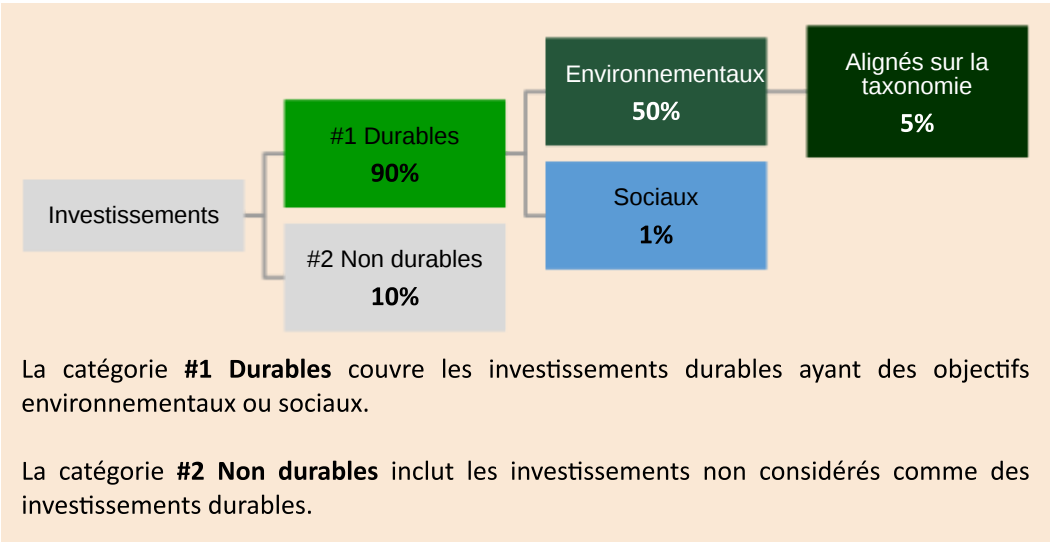 Investissements
#1 Durables
90%
#2 Non durables
10%
Environnementaux
50%
Sociaux
1%
Alignés sur la
taxonomie
5%
La catégorie #1 Durables couvre les investissements durables ayant des objectifs
environnementaux ou sociaux.
La catégorie #2 Non durables inclut les investissements non considérés comme des
investissements durables.